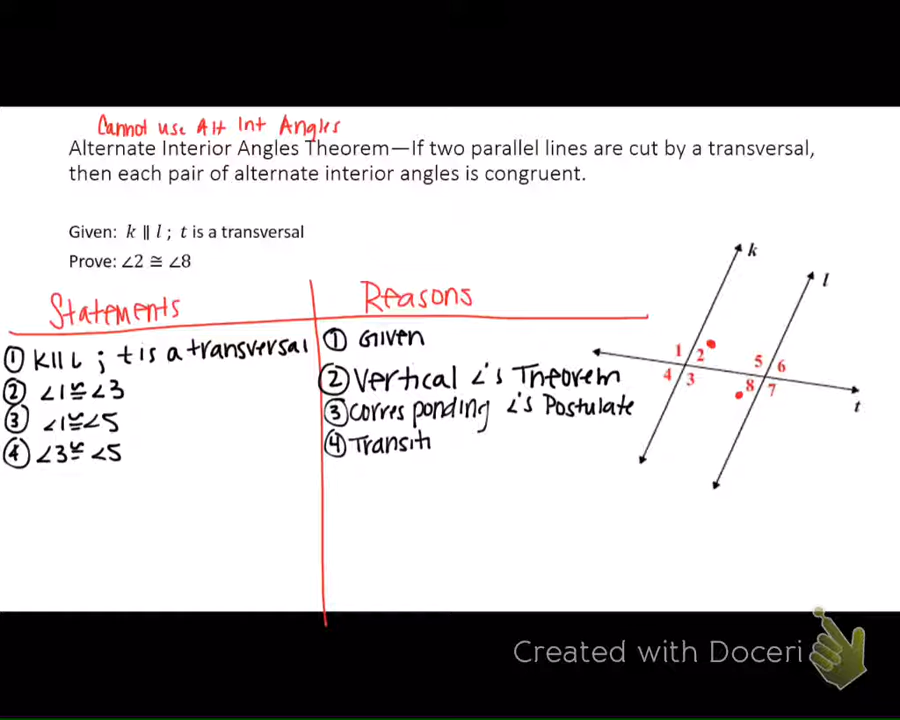 Cannot use Alt Int Angles
Alternate Interior Angles Theorem—If two parallel lines are cut by a transversal,
then each pair of alternate interior angles is congruent.
Given: k ∥ l ; t is a transversal
Prove: ∠2 ≅ ∠8
Statements
Reasons
① k∥L ; t is a transversal
① Given
② ∠1≅∠3
② Vertical ∠'s Theorem
③ ∠1≅∠5
③ Corresponding ∠'s Postulate
④ ∠3≅∠5
④ Transiti
k
l
1 2
5 6
4 3
8 7
t
Created with Doceri